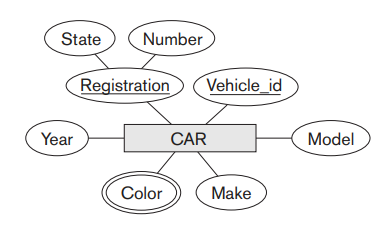 State
Number
Registration
Vehicle_id
Year
CAR
Model
Color
Make